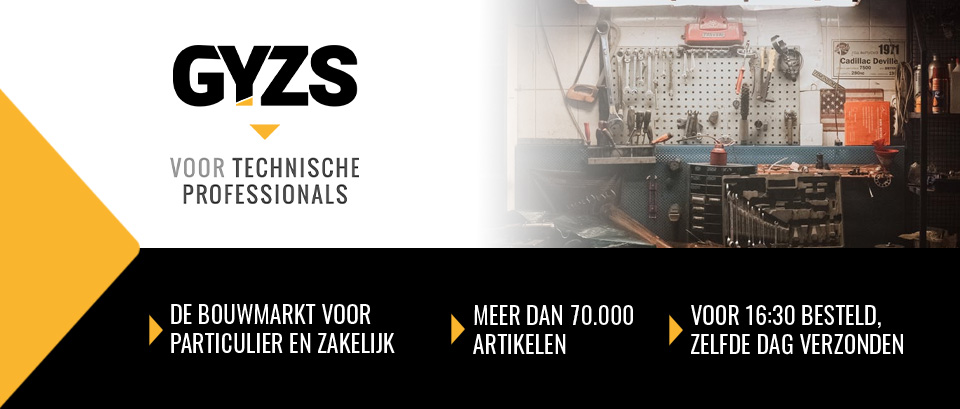 GYZS
VOOR TECHNISCHE
PROFESSIONALS
1971
Cadillac Deville
DE BOUWMARKT VOOR
PARTICULIER EN ZAKELIJK
MEER DAN 70.000
ARTIKELEN
VOOR 16:30 BESTELD,
ZELFDE DAG VERZONDEN